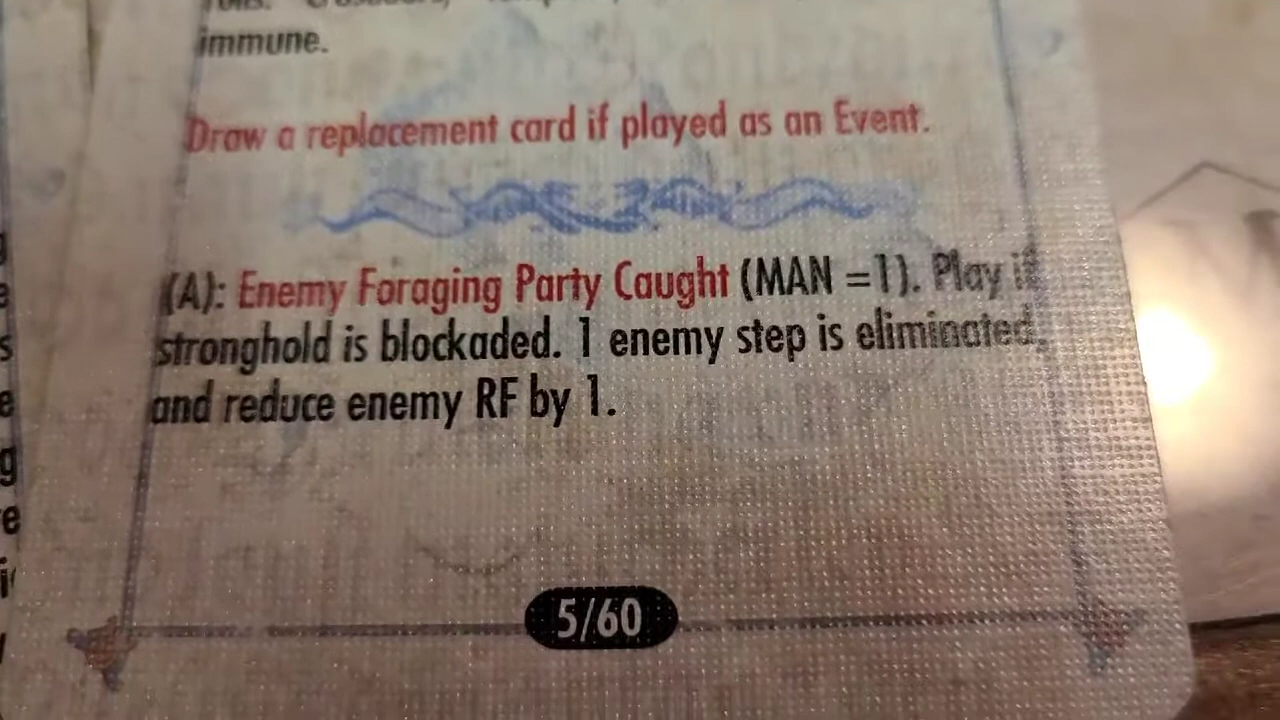 immune.
Draw a replacement card if played as an Event.
(A): Enemy Foraging Party Caught (MAN =1). Play if
stronghold is blockaded. 1 enemy step is eliminated,
and reduce enemy RF by 1.
5/60